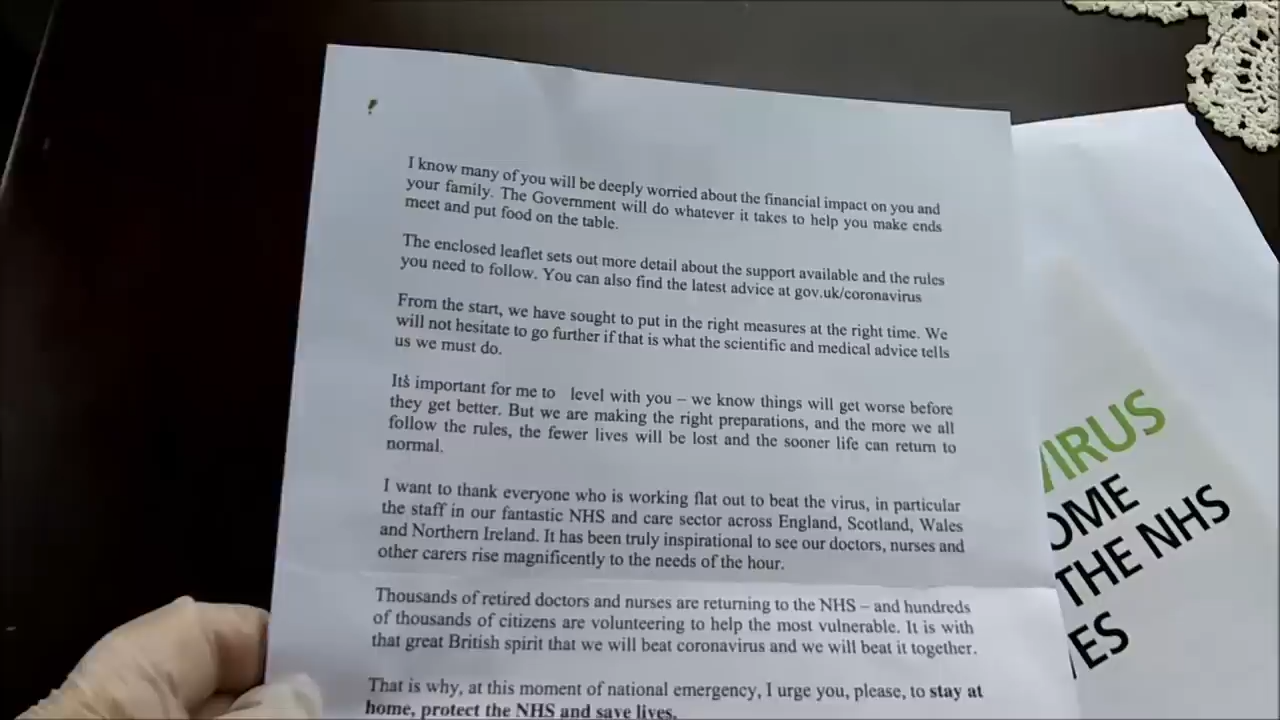 I know many of you will be deeply worried about the financial impact on you and
your family. The Government will do whatever it takes to help you make ends
meet and put food on the table.
The enclosed leaflet sets out more detail about the support available and the rules
you need to follow. You can also find the latest advice at gov.uk/coronavirus
From the start, we have sought to put in the right measures at the right time. We
will not hesitate to go further if that is what the scientific and medical advice tells
us we must do.
It's important for me to level with you – we know things will get worse before
they get better. But we are making the right preparations, and the more we all
follow the rules, the fewer lives will be lost and the sooner life can return to
normal.
I want to thank everyone who is working flat out to beat the virus, in particular
the staff in our fantastic NHS and care sector across England, Scotland, Wales
and Northern Ireland. It has been truly inspirational to see our doctors, nurses and
other carers rise magnificently to the needs of the hour.
Thousands of retired doctors and nurses are returning to the NHS – and hundreds
of thousands of citizens are volunteering to help the most vulnerable. It is with
that great British spirit that we will beat coronavirus and we will beat it together.
That is why, at this moment of national emergency, I urge you, please, to stay at
home, protect the NHS and save lives.
VIRUS
OME
THE NHS
VES